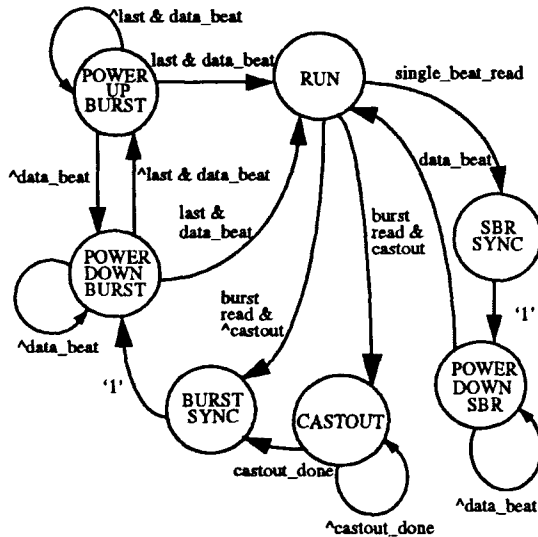 ^last & data_beat
POWER
UP
BURST
last & data_beat
RUN
single_beat_read
^data_beat
^last & data_beat
last &
data_beat
data_beat
burst
read &
castout
SBR
SYNC
POWER
DOWN
BURST
^data_beat
burst
read &
^castout
'1'
'1'
BURST
SYNC
CASTOUT
POWER
DOWN
SBR
castout_done
^castout_done
^data_beat